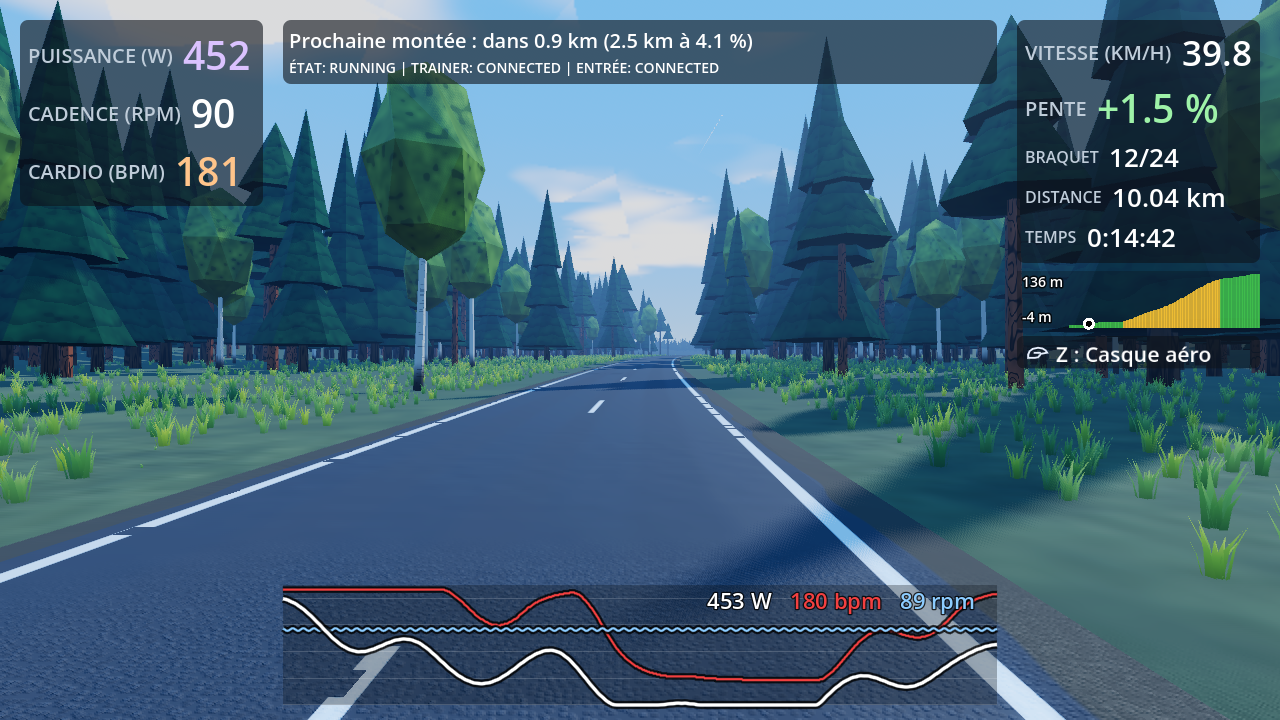 PUISSANCE (W) 452
CADENCE (RPM) 90
CARDIO (BPM) 181
Prochaine montée : dans 0.9 km (2.5 km à 4.1 %)
ÉTAT: RUNNING | TRAINER: CONNECTED | ENTRÉE: CONNECTED
VITESSE (KM/H) 39.8
PENTE +1.5 %
BRAQUET 12/24
DISTANCE 10.04 km
TEMPS 0:14:42
136 m
-4 m
Z : Casque aéro
453 W 180 bpm 89 rpm